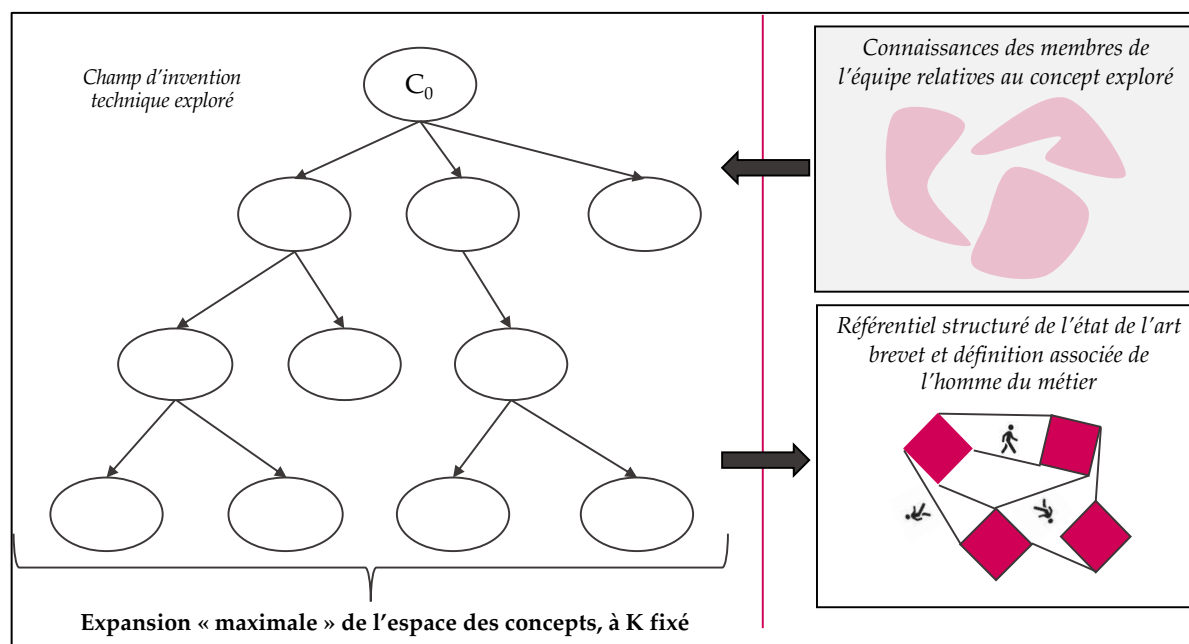 Champ d’invention
technique exploré
C₀
Expansion « maximale » de l’espace des concepts, à K fixé
Connaissances des membres de
l’équipe relatives au concept exploré
Référentiel structuré de l’état de l’art
brevet et définition associée de
l’homme du métier